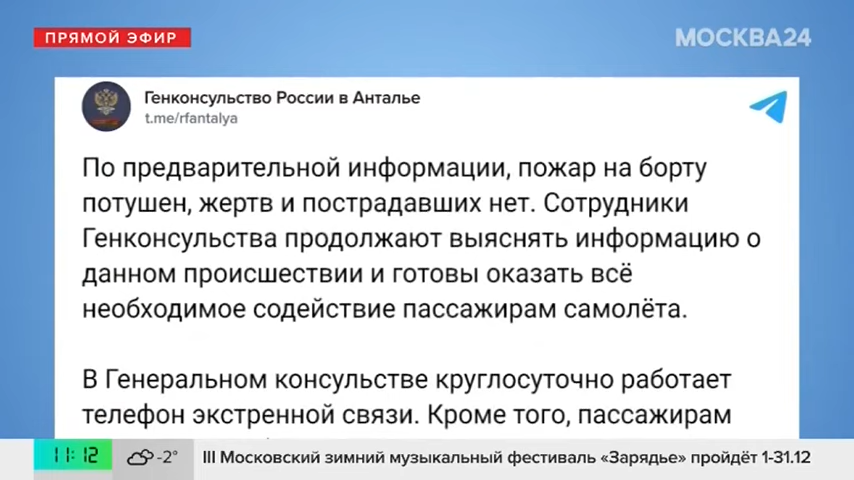 ПРЯМОЙ ЭФИР
МОСКВА24
Генконсульство России в Анталье
t.me/rfantalya
По предварительной информации, пожар на борту
потушен, жертв и пострадавших нет. Сотрудники
Генконсульства продолжают выяснять информацию о
данном происшествии и готовы оказать всё
необходимое содействие пассажирам самолёта.
В Генеральном консульстве круглосуточно работает
телефон экстренной связи. Кроме того, пассажирам
11:12
-2°
III Московский зимний музыкальный фестиваль «Зарядье» пройдёт 1-31.12